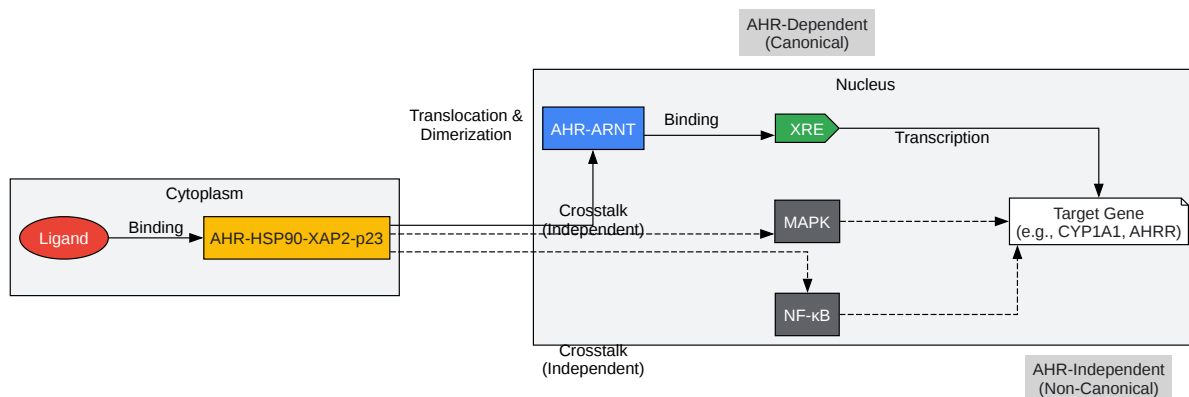 AHR-Dependent
(Canonical)
Nucleus
Translocation &
Dimerization
AHR-ARNT
Binding
XRE
Transcription
Cytoplasm
Ligand
Binding
AHR-HSP90-XAP2-p23
Crosstalk
(Independent)
MAPK
Target Gene
(e.g., CYP1A1, AHRR)
NF-κB
Crosstalk
(Independent)
AHR-Independent
(Non-Canonical)